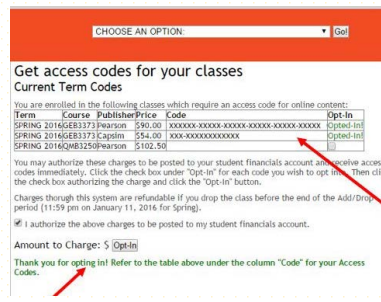 CHOOSE AN OPTION: Go!
Get access codes for your classes
Current Term Codes
You are enrolled in the following classes which require an access code for online content:
Term Course Publisher Price Code Opt-In
SPRING 2016 GEB3373 Pearson $90.00 XXXXXX-XXXXX-XXXXX-XXXXX-XXXXX-XXXXX Opted-In!
SPRING 2016 GEB3373 Capsim $54.00 XXX-XXXXXXXXXXXX Opted-In!
SPRING 2016 QMB3250 Pearson $102.50
You may authorize these charges to be posted to your student financials account and receive acces
codes immediately. Click the check box under "Opt-In" for each code you wish to opt into. Then cli
the check box authorizing the charge and click the "Opt-In" button.
Charges thorugh this system are refundable if you drop the class before the end of the Add/Drop
period (11:59 pm on January 11, 2016 for Spring).
I authorize the above charges to be posted to my student financials account.
Amount to Charge: $ Opt-In
Thank you for opting in! Refer to the table above under the column "Code" for your Access
Codes.